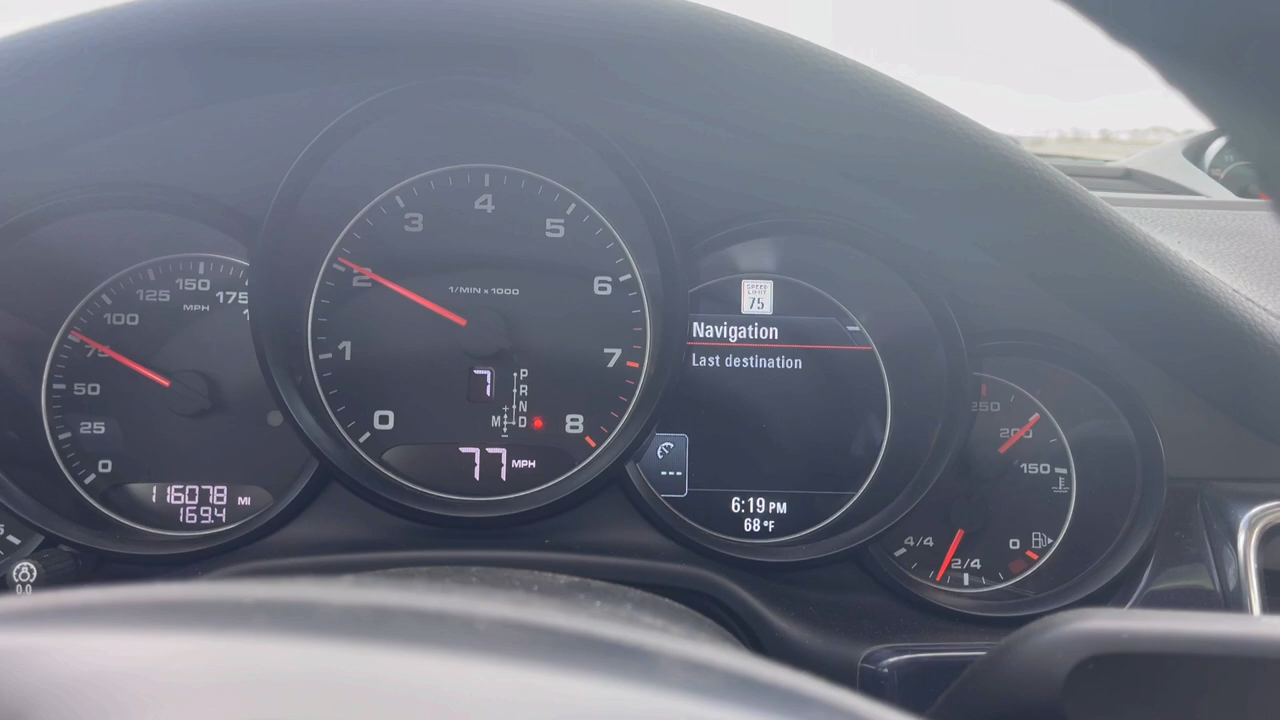 0
25
50
75
100
125
150
175
MPH
116078 MI
169.4
0
1
2
3
4
5
6
7
8
1/MIN x 1000
7
P
R
N
M + - D
77 MPH
SPEED
LIMIT
75
Navigation
Last destination
---
6:19 PM
68 °F
250
200
150
4/4
2/4
0
0.0